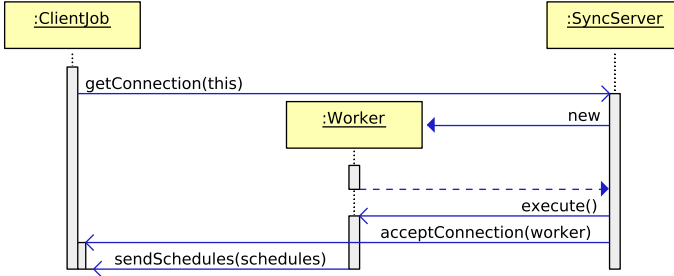 :ClientJob
:SyncServer
getConnection(this)
:Worker
new
execute()
acceptConnection(worker)
sendSchedules(schedules)